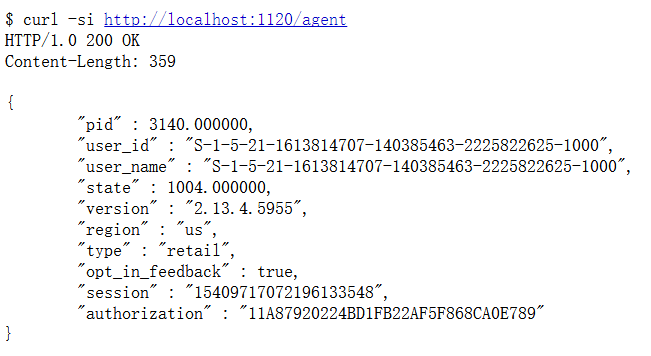 $ curl -si http://localhost:1120/agent
HTTP/1.0 200 OK
Content-Length: 359
{
"pid" : 3140.000000,
"user_id" : "S-1-5-21-1613814707-140385463-2225822625-1000",
"user_name" : "S-1-5-21-1613814707-140385463-2225822625-1000",
"state" : 1004.000000,
"version" : "2.13.4.5955",
"region" : "us",
"type" : "retail",
"opt_in_feedback" : true,
"session" : "15409717072196133548",
"authorization" : "11A87920224BD1FB22AF5F868CA0E789"
}